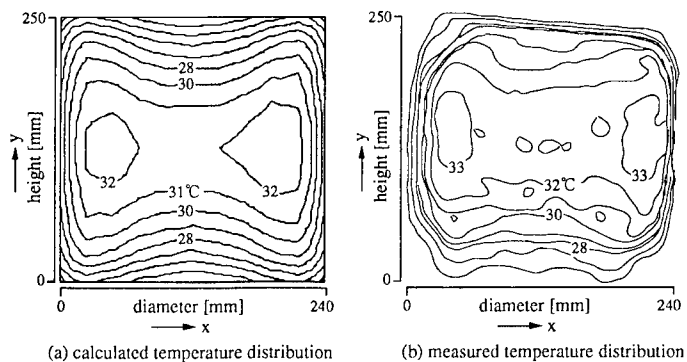 250
28
30
y
height [mm]
32
31℃
32
30
28
0
0
240
diameter [mm]
x
(a) calculated temperature distribution
250
y
height [mm]
33
33
32℃
30
28
0
0
240
diameter [mm]
x
(b) measured temperature distribution